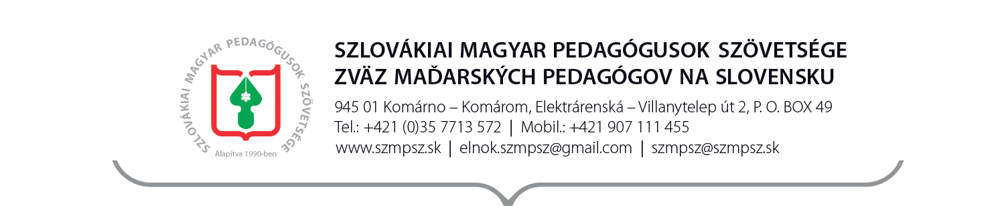 SZLOVÁKIAI MAGYAR PEDAGÓGUSOK SZÖVETSÉGE
Alapítva 1990-ben
SZLOVÁKIAI MAGYAR PEDAGÓGUSOK SZÖVETSÉGE
ZVÄZ MAĎARSKÝCH PEDAGÓGOV NA SLOVENSKU
945 01 Komárno – Komárom, Elektrárenská – Villanytelep út 2, P. O. BOX 49
Tel.: +421 (0)35 7713 572 | Mobil.: +421 907 111 455
www.szmpsz.sk | elnok.szmpsz@gmail.com | szmpsz@szmpsz.sk